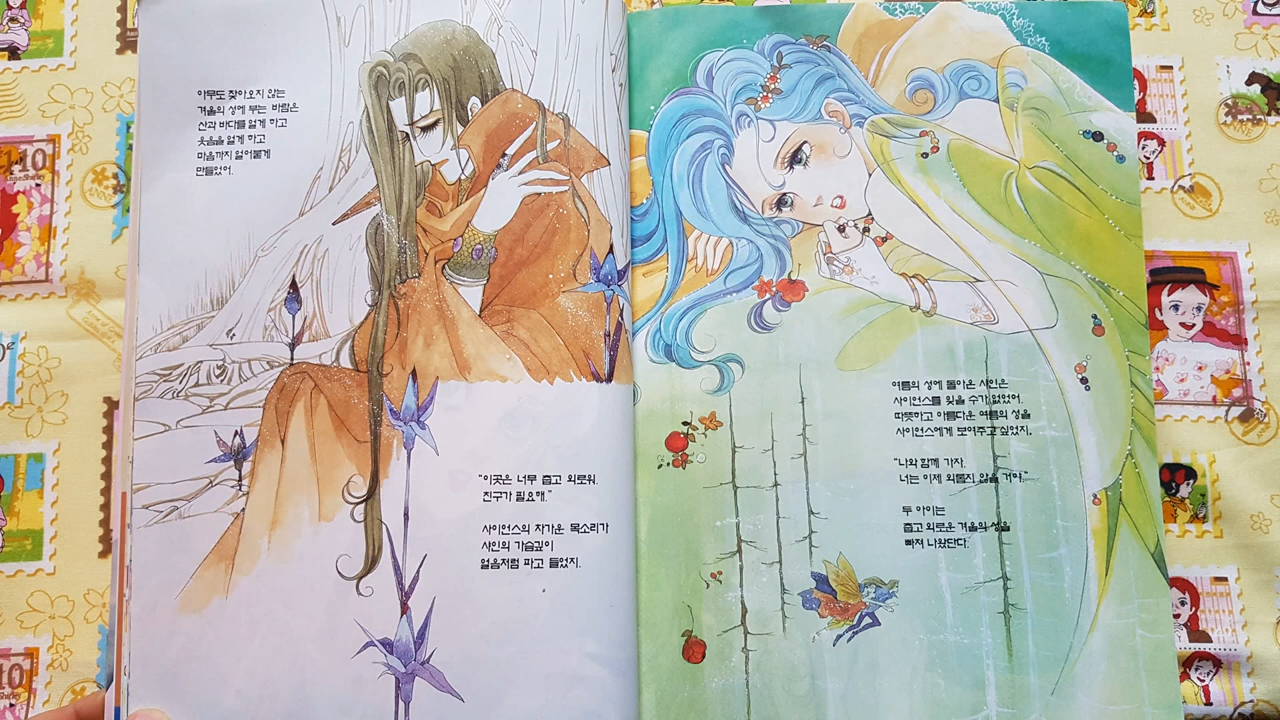 아무도 찾아오지 않는
겨울의 성에 부는 바람은
산과 바다를 얼게 하고
웃음을 얼게 하고
마음까지 얼어붙게
만들었어.
"이곳은 너무 춥고 외로워.
친구가 필요해."
사이언스의 차가운 목소리가
샤인의 가슴깊이
얼음처럼 파고 들었지.
여름의 성에 돌아온 샤인은
사이언스를 잊을 수가 없었어.
따뜻하고 아름다운 여름의 성을
사이언스에게 보여주고 싶었지.
"나와 함께 가자.
너는 이제 외롭지 않을 거야."
두 아이는
춥고 외로운 겨울의 성을
빠져 나왔단다.
10
Anne Shirley
10
Shirley